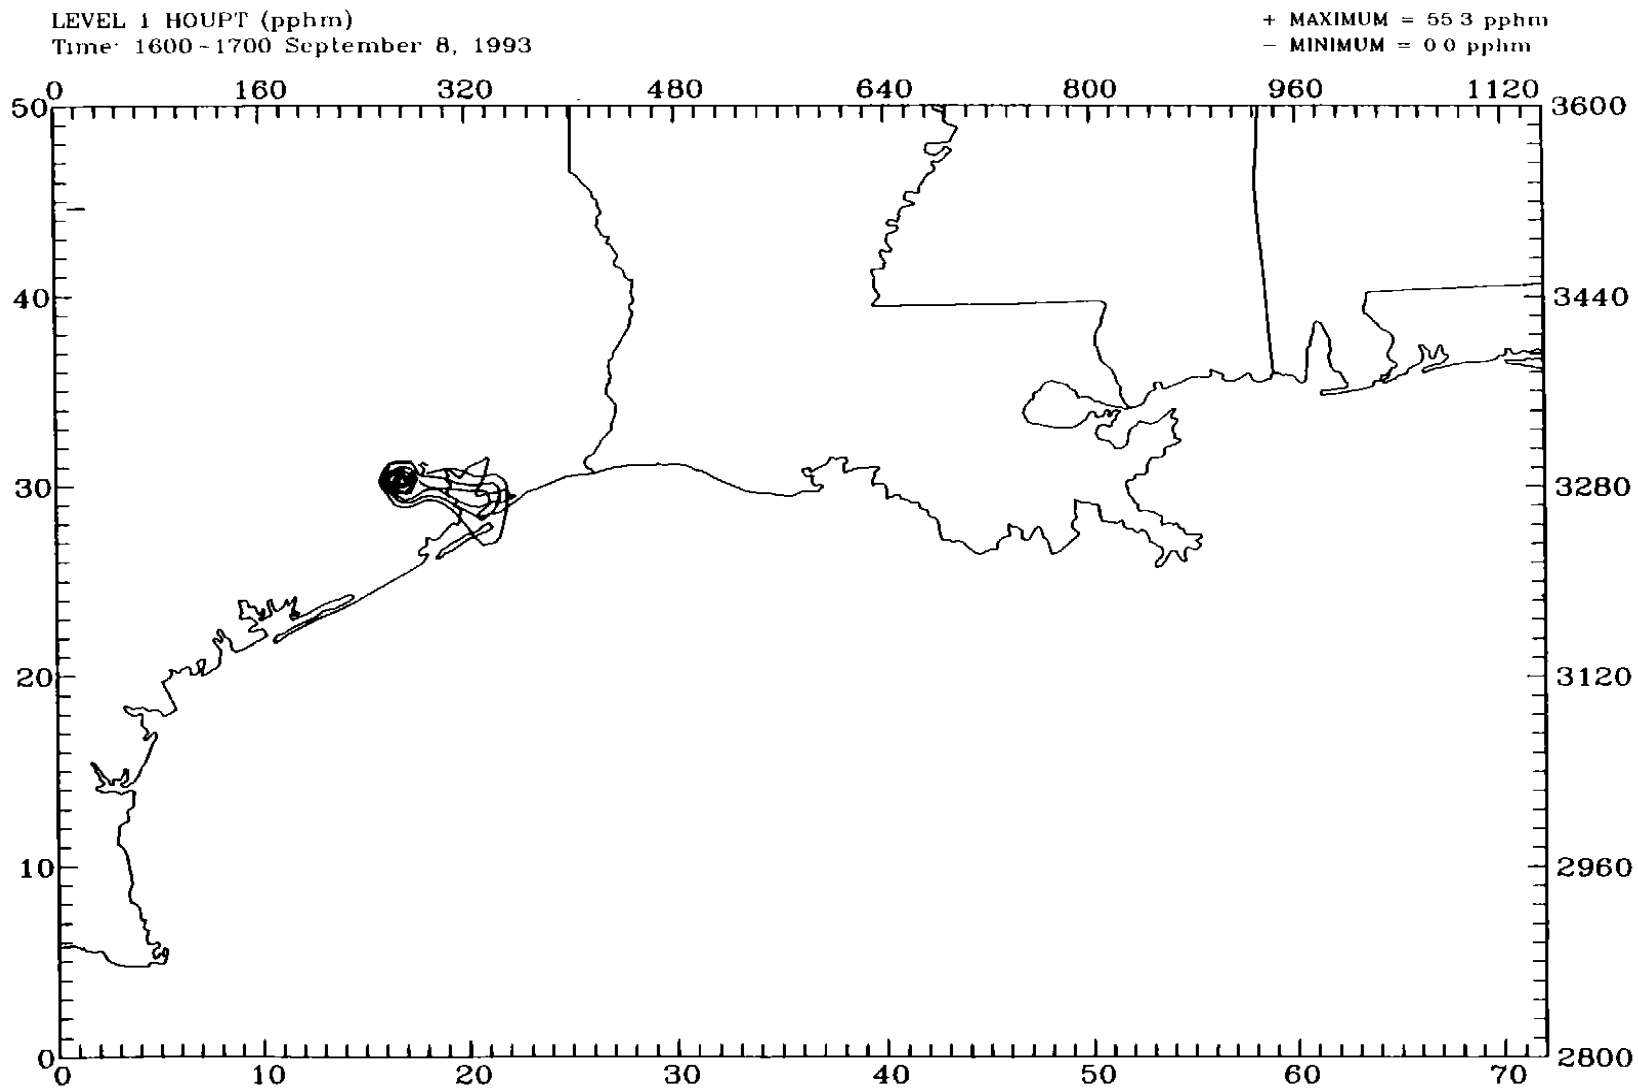 LEVEL 1 HOUPT (pphm)
Time: 1600-1700 September 8, 1993
+ MAXIMUM = 55.3 pphm
- MINIMUM = 0.0 pphm
0 160 320 480 640 800 960 1120
50 3600
40 3440
30 3280
20 3120
10 2960
0 2800
0 10 20 30 40 50 60 70